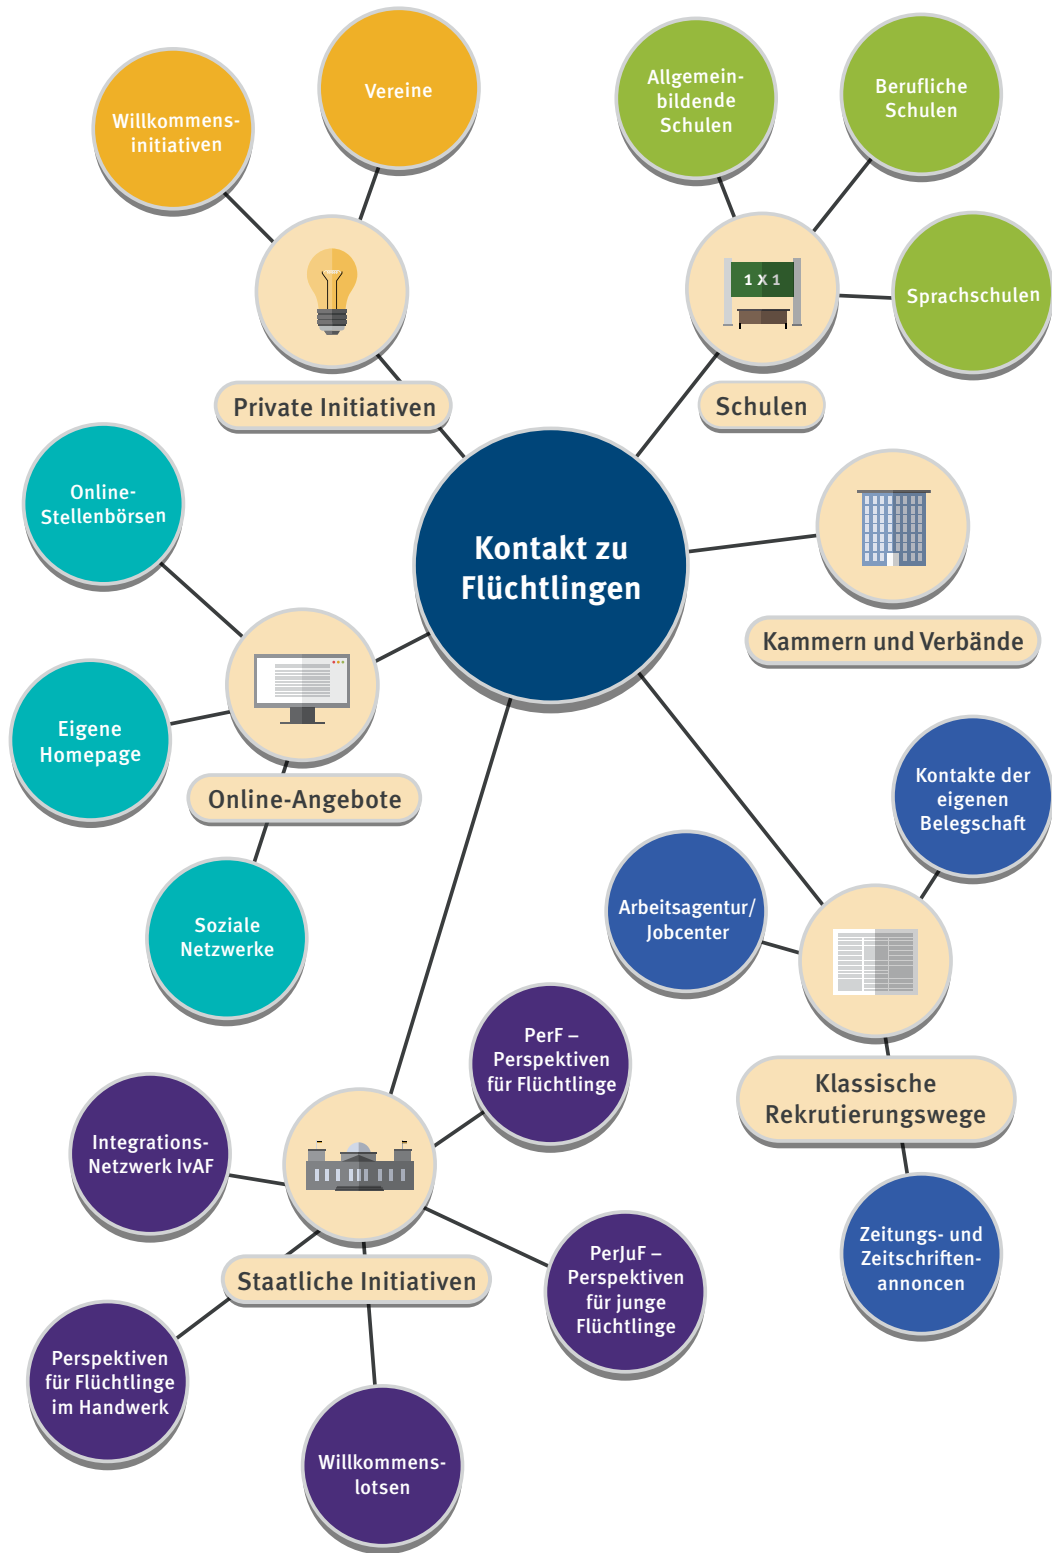 Willkommens-
initiativen
Vereine
Private Initiativen
Allgemein-
bildende
Schulen
Berufliche
Schulen
Sprachschulen
1 X 1
Schulen
Kontakt zu
Flüchtlingen
Kammern und Verbände
Online-
Stellenbörsen
Eigene
Homepage
Online-Angebote
Soziale
Netzwerke
Kontakte der
eigenen
Belegschaft
Arbeitsagentur/
Jobcenter
Klassische
Rekrutierungswege
Zeitungs- und
Zeitschriften-
annoncen
PerF –
Perspektiven
für Flüchtlinge
Integrations-
Netzwerk IvAF
Staatliche Initiativen
PerJuF –
Perspektiven
für junge
Flüchtlinge
Perspektiven
für Flüchtlinge
im Handwerk
Willkommens-
lotsen